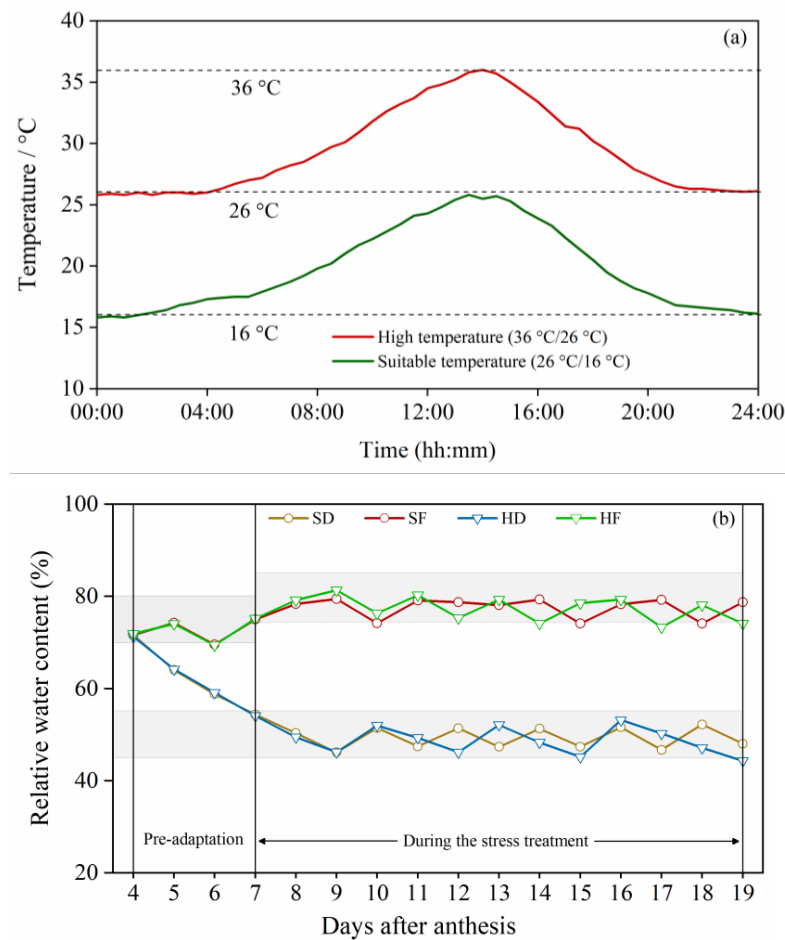 40
(a)
35
36 °C
30
25
26 °C
20
15
16 °C
High temperature (36 °C/26 °C)
Suitable temperature (26 °C/16 °C)
10
Temperature / °C
00:00 04:00 08:00 12:00 16:00 20:00 24:00
Time (hh:mm)
100
SD SF HD HF (b)
80
60
40
Pre-adaptation During the stress treatment
20
Relative water content (%)
4 5 6 7 8 9 10 11 12 13 14 15 16 17 18 19
Days after anthesis